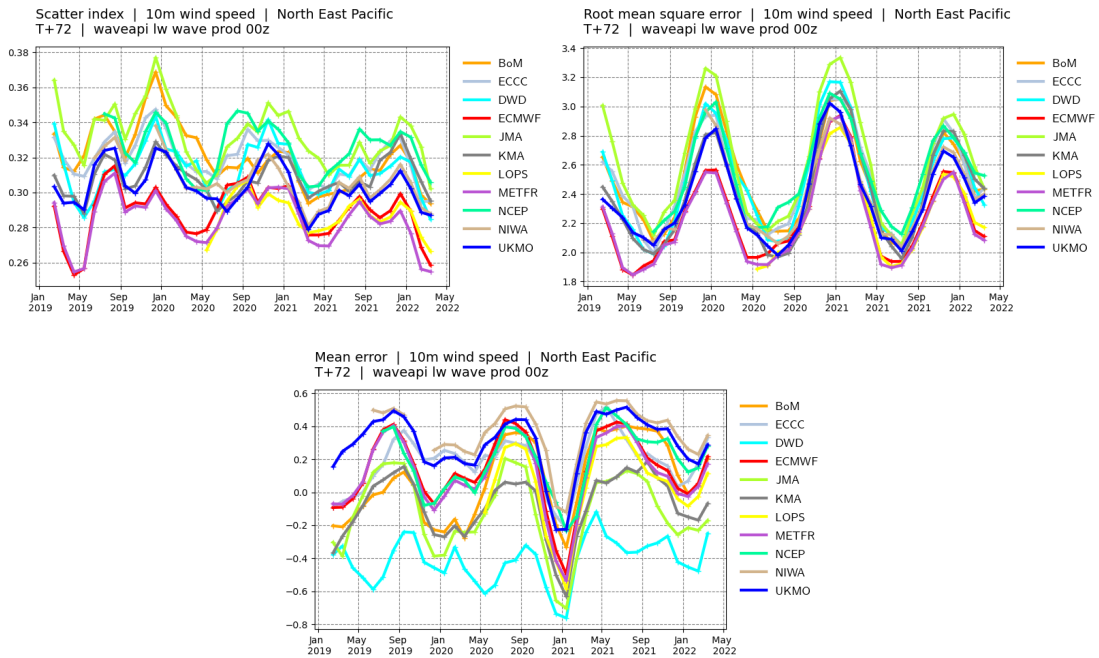 Scatter index | 10m wind speed | North East Pacific
T+72 | waveapi lw wave prod 00z
0.38
0.36
0.34
0.32
0.30
0.28
0.26
Jan 2019
May 2019
Sep 2019
Jan 2020
May 2020
Sep 2020
Jan 2021
May 2021
Sep 2021
Jan 2022
May 2022
BoM
ECCC
DWD
ECMWF
JMA
KMA
LOPS
METFR
NCEP
NIWA
UKMO
Root mean square error | 10m wind speed | North East Pacific
T+72 | waveapi lw wave prod 00z
3.4
3.2
3.0
2.8
2.6
2.4
2.2
2.0
1.8
Jan 2019
May 2019
Sep 2019
Jan 2020
May 2020
Sep 2020
Jan 2021
May 2021
Sep 2021
Jan 2022
May 2022
BoM
ECCC
DWD
ECMWF
JMA
KMA
LOPS
METFR
NCEP
NIWA
UKMO
Mean error | 10m wind speed | North East Pacific
T+72 | waveapi lw wave prod 00z
0.6
0.4
0.2
0.0
−0.2
−0.4
−0.6
−0.8
Jan 2019
May 2019
Sep 2019
Jan 2020
May 2020
Sep 2020
Jan 2021
May 2021
Sep 2021
Jan 2022
May 2022
BoM
ECCC
DWD
ECMWF
JMA
KMA
LOPS
METFR
NCEP
NIWA
UKMO